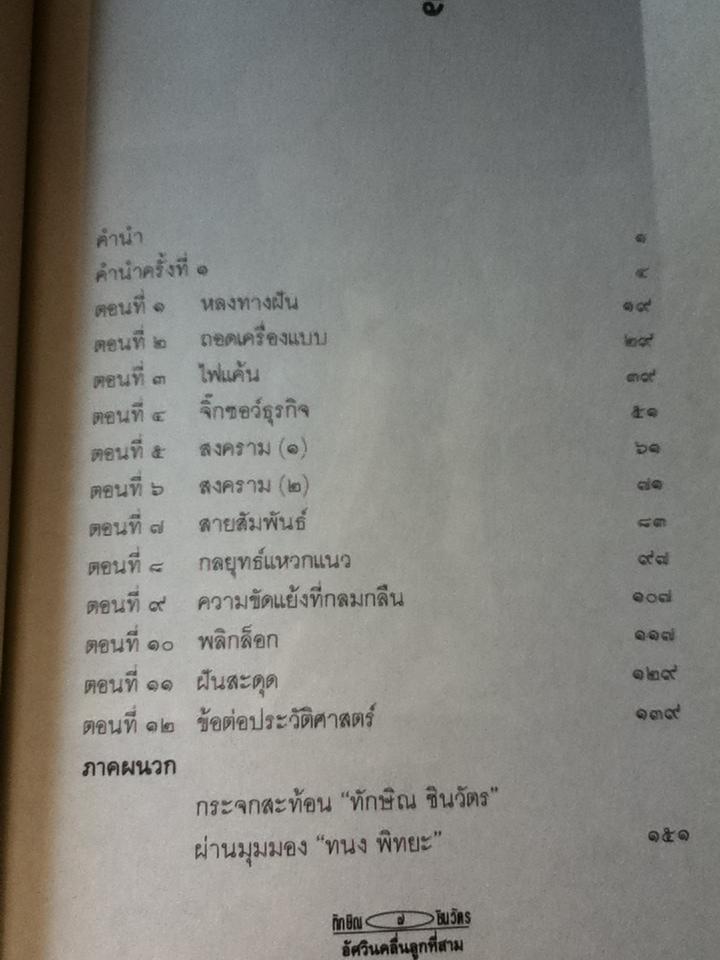 คำนำ ๑
คำนำครั้งที่ ๑ ๔
ตอนที่ ๑ หลงทางฝัน ๑๙
ตอนที่ ๒ ถอดเครื่องแบบ ๒๙
ตอนที่ ๓ ไฟแค้น ๓๙
ตอนที่ ๔ จิ๊กซอว์ธุรกิจ ๕๑
ตอนที่ ๕ สงคราม (๑) ๖๑
ตอนที่ ๖ สงคราม (๒) ๗๑
ตอนที่ ๗ สายสัมพันธ์ ๘๓
ตอนที่ ๘ กลยุทธ์แหวกแนว ๙๗
ตอนที่ ๙ ความขัดแย้งที่กลมกลืน ๑๐๗
ตอนที่ ๑๐ พลิกล็อก ๑๑๗
ตอนที่ ๑๑ ฝันสะดุด ๑๒๙
ตอนที่ ๑๒ ข้อต่อประวัติศาสตร์ ๑๓๙
ภาคผนวก
กระจกสะท้อน “ทักษิณ ชินวัตร”
ผ่านมุมมอง “ทนง พิทยะ” ๑๕๑
ทักษิณ ๗ ชินวัตร
อัศวินคลื่นลูกที่สาม